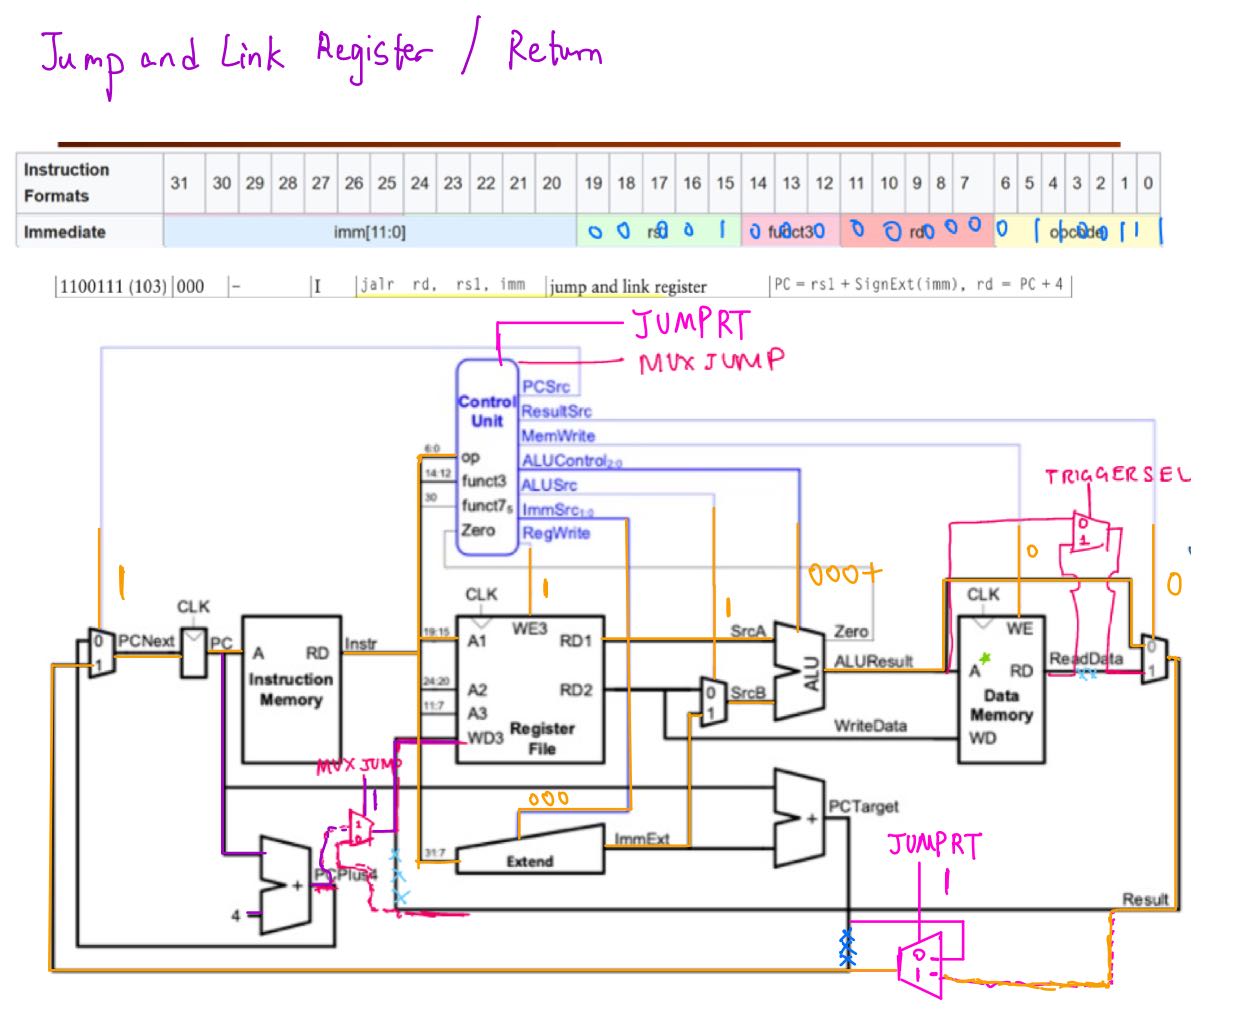 Jump and Link Register / Return
Instruction Formats 31 30 29 28 27 26 25 24 23 22 21 20 19 18 17 16 15 14 13 12 11 10 9 8 7 6 5 4 3 2 1 0
Immediate imm[11:0] rs1 funct3 rd opcode
0 0 0 0 1 0 0 0 0 0 0 0 0 0 1 1 0 0 1 1 1
1100111 (103) 000 – I jalr rd, rs1, imm jump and link register PC = rs1 + SignExt(imm), rd = PC + 4
JUMPRT
MUX JUMP
PCSrc
Control Unit
ResultSrc
MemWrite
6:0 op ALUControl2:0
14:12 funct3 ALUSrc
30 funct75 ImmSrc1:0
Zero RegWrite
TRIGGERSEL
0
1
1 1 1 000+ 0 0
CLK CLK CLK
0 PCNext PC A RD Instr 19:15 A1 WE3 RD1 SrcA Zero WE 0
1 Instruction Memory 24:20 A2 RD2 0 SrcB ALU ALUResult A RD ReadData 1
11:7 A3 1 Data Memory
WD3 Register File WriteData WD
MUX JUMP
1
000 + PCTarget
1
0
31:7 Extend ImmExt
JUMPRT
1
PCPlus4
+
4
Result
0
1